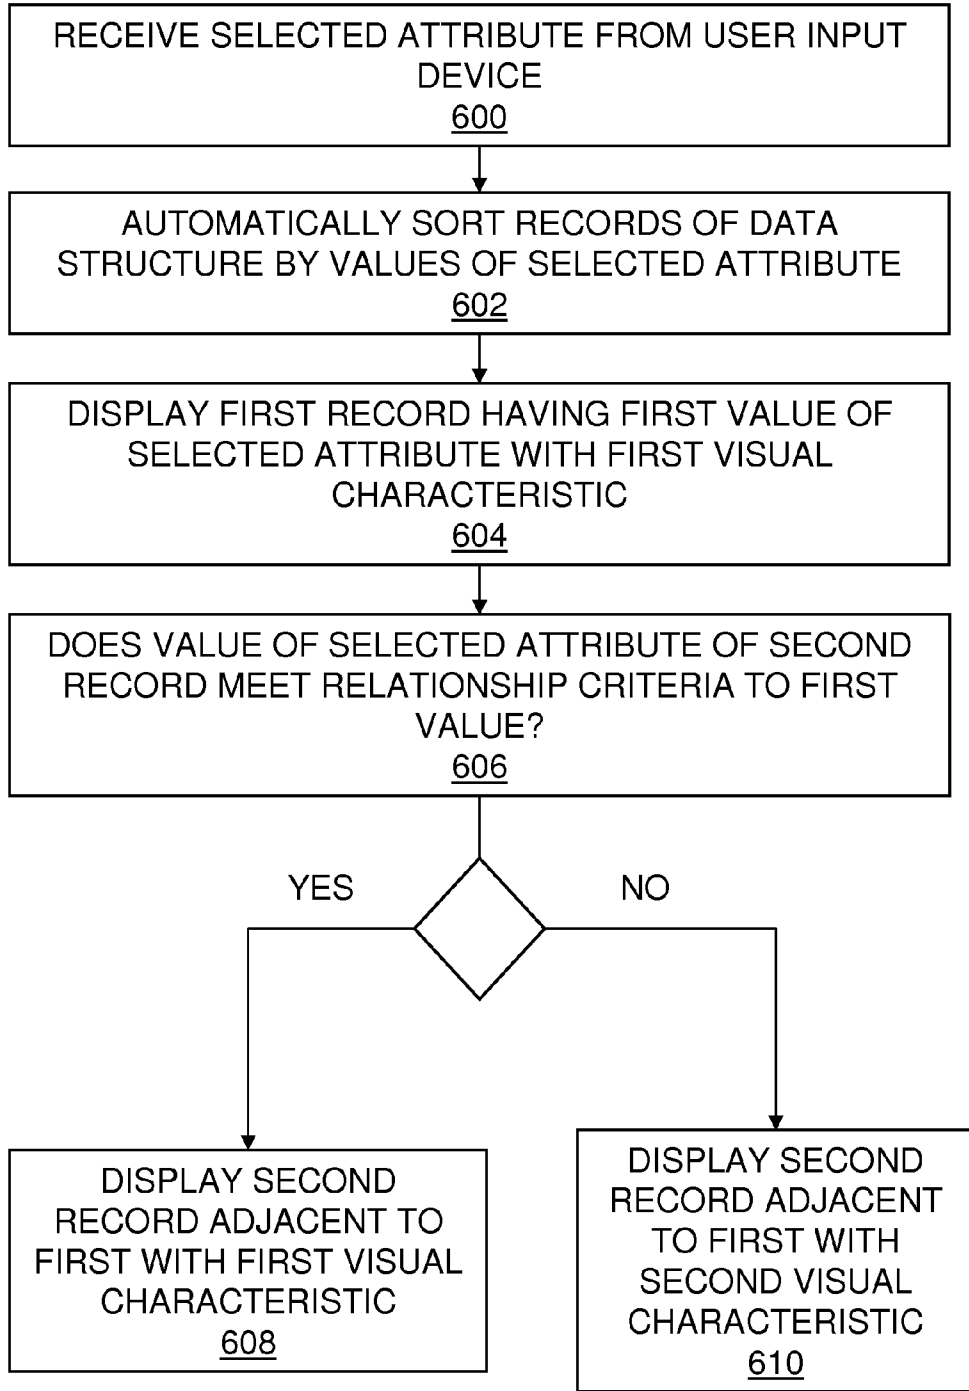 RECEIVE SELECTED ATTRIBUTE FROM USER INPUT
DEVICE
600
AUTOMATICALLY SORT RECORDS OF DATA
STRUCTURE BY VALUES OF SELECTED ATTRIBUTE
602
DISPLAY FIRST RECORD HAVING FIRST VALUE OF
SELECTED ATTRIBUTE WITH FIRST VISUAL
CHARACTERISTIC
604
DOES VALUE OF SELECTED ATTRIBUTE OF SECOND
RECORD MEET RELATIONSHIP CRITERIA TO FIRST
VALUE?
606
YES
NO
DISPLAY SECOND
RECORD ADJACENT TO
FIRST WITH FIRST VISUAL
CHARACTERISTIC
608
DISPLAY SECOND
RECORD ADJACENT
TO FIRST WITH
SECOND VISUAL
CHARACTERISTIC
610